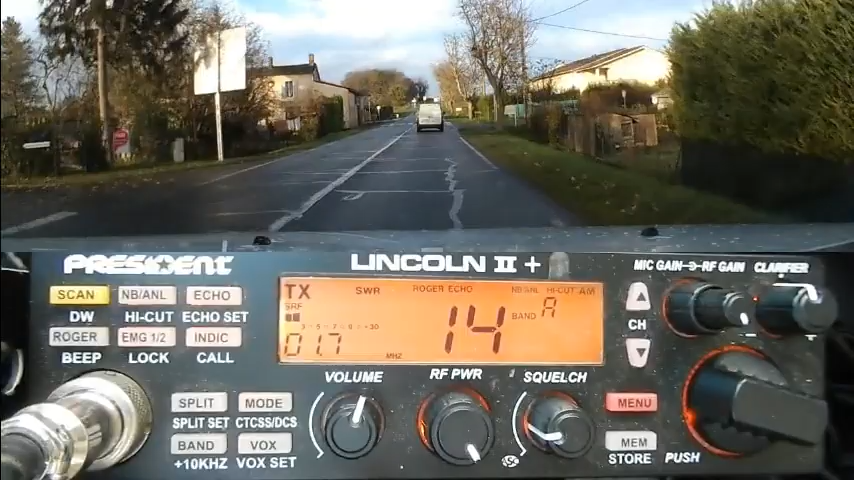 PRESIDENT LINCOLN II + MIC GAIN RF GAIN CLARIFIER
SCAN NB/ANL ECHO
DW HI-CUT ECHO SET
ROGER EMG 1/2 INDIC
BEEP LOCK CALL
TX SWR ROGER ECHO NB/ANL HI-CUT AM
SRF
BAND A
14
01.7
MHZ
CH
VOLUME RF PWR SQUELCH
SPLIT MODE
SPLIT SET CTCSS/DCS
BAND VOX
+10KHz VOX SET
MENU
MEM
STORE PUSH